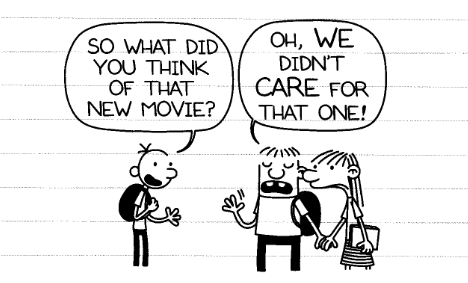 SO WHAT DID
YOU THINK
OF THAT
NEW MOVIE?
OH, WE
DIDN'T
CARE FOR
THAT ONE!